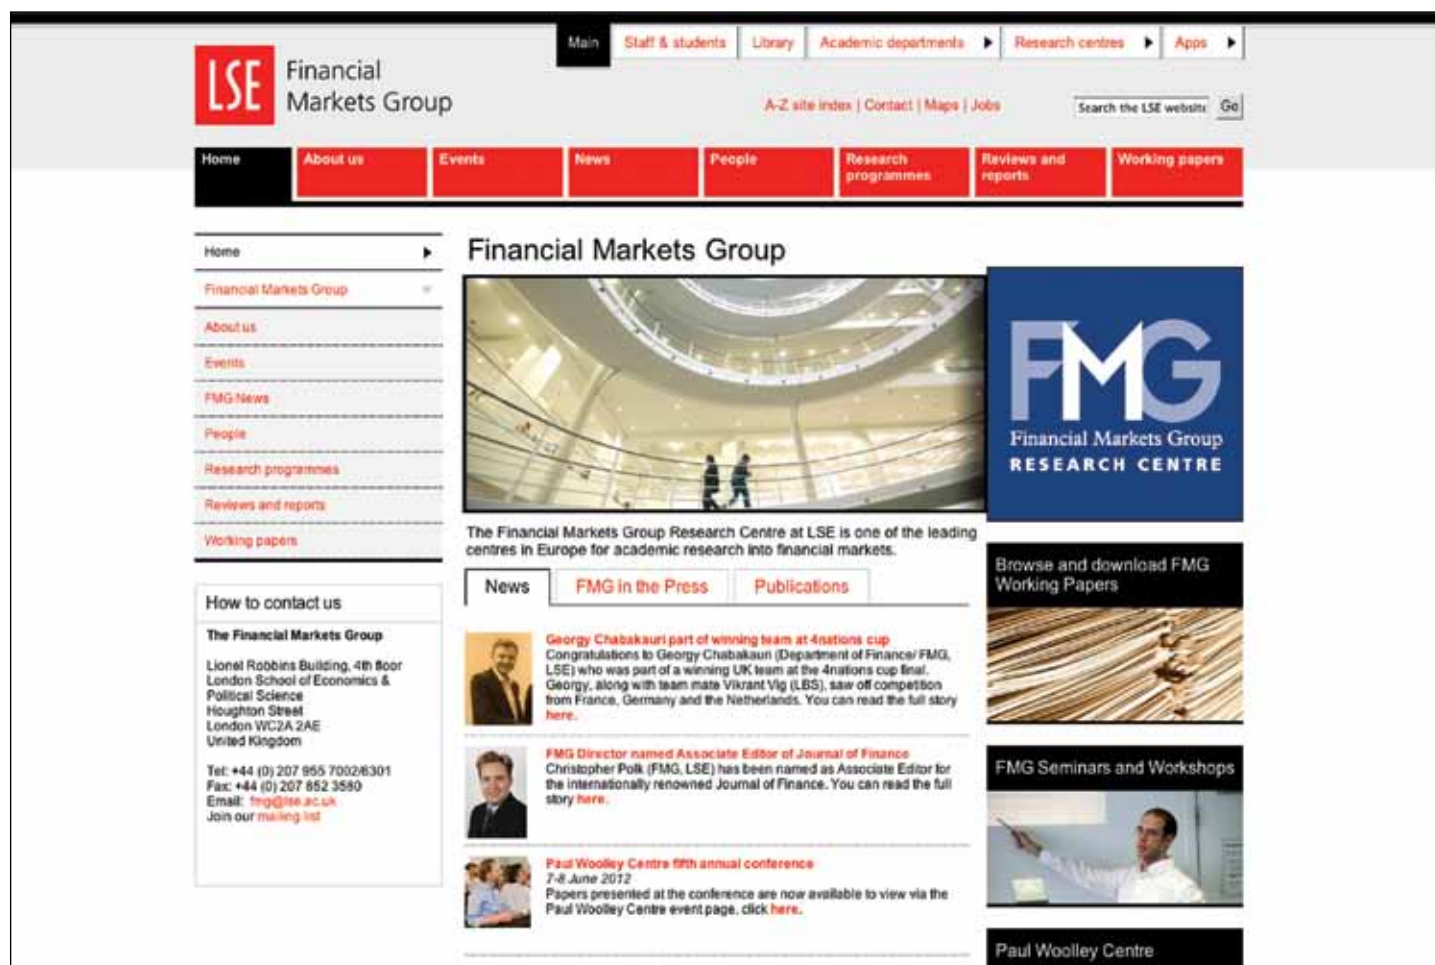 Main
Staff & students
Library
Academic departments
Research centres
Apps
LSE
Financial
Markets Group
A-Z site index | Contact | Maps | Jobs
Search the LSE website
Go
Home
About us
Events
News
People
Research
programmes
Reviews and
reports
Working papers
Home
Financial Markets Group
About us
Events
FMG News
People
Research programmes
Reviews and reports
Working papers
How to contact us
The Financial Markets Group
Lionel Robbins Building, 4th floor
London School of Economics &
Political Science
Houghton Street
London WC2A 2AE
United Kingdom
Tel: +44 (0) 207 955 7002/6301
Fax: +44 (0) 207 852 3580
Email: fmg@lse.ac.uk
Join our mailing list
Financial Markets Group
The Financial Markets Group Research Centre at LSE is one of the leading
centres in Europe for academic research into financial markets.
News
FMG in the Press
Publications
Georgy Chabakauri part of winning team at 4nations cup
Congratulations to Georgy Chabakauri (Department of Finance/ FMG,
LSE) who was part of a winning UK team at the 4nations cup final.
Georgy, along with team mate Vikrant Vig (LBS), saw off competition
from France, Germany and the Netherlands. You can read the full story
here.
FMG Director named Associate Editor of Journal of Finance
Christopher Polk (FMG, LSE) has been named as Associate Editor for
the internationally renowned Journal of Finance. You can read the full
story here.
Paul Woolley Centre fifth annual conference
7-8 June 2012
Papers presented at the conference are now available to view via the
Paul Woolley Centre event page, click here.
FMG
Financial Markets Group
RESEARCH CENTRE
Browse and download FMG
Working Papers
FMG Seminars and Workshops
Paul Woolley Centre